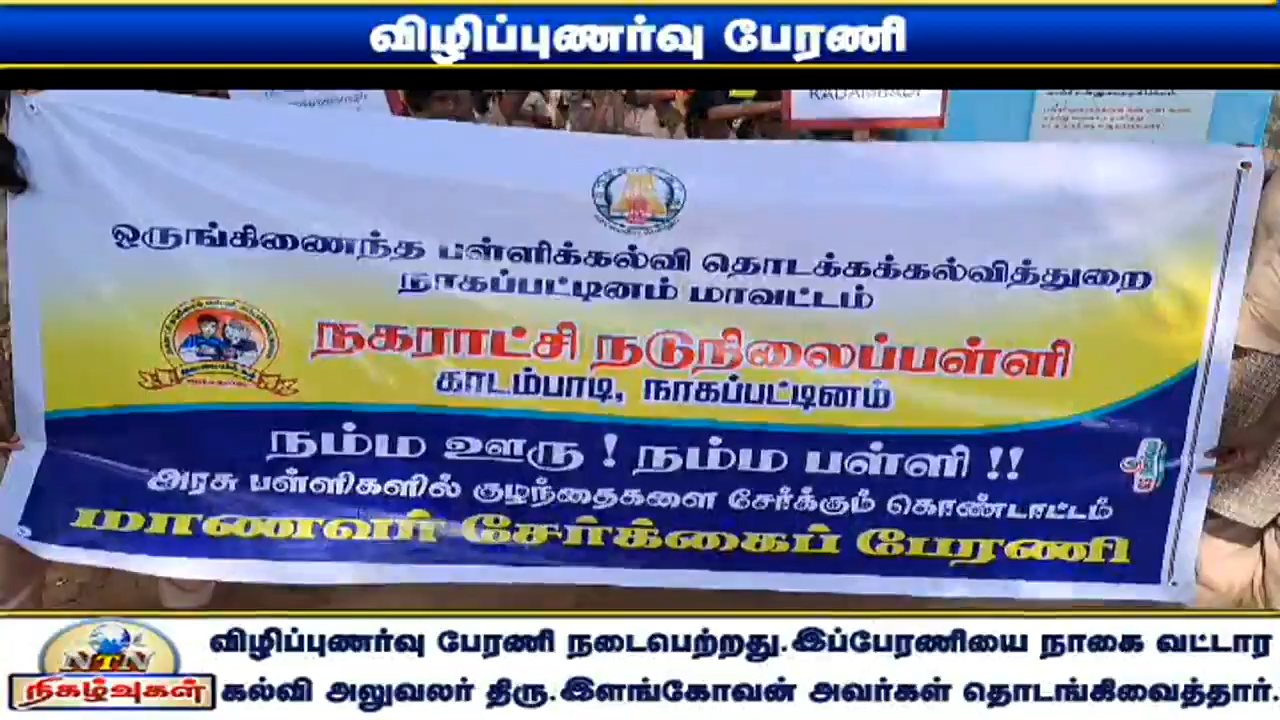 விழிப்புணர்வு பேரணி
KADAMBADI
ஒருங்கிணைந்த பள்ளிக்கல்வி தொடக்கக்கல்வித்துறை
நாகப்பட்டினம் மாவட்டம்
நகராட்சி நடுநிலைப்பள்ளி
காடம்பாடி, நாகப்பட்டினம்
நம்ம ஊரு ! நம்ம பள்ளி !!
அரசு பள்ளிகளில் குழந்தைகளை சேர்க்கும் கொண்டாட்டம்
மாணவர் சேர்க்கைப் பேரணி
NTN
நிகழ்வுகள்
விழிப்புணர்வு பேரணி நடைபெற்றது.இப்பேரணியை நாகை வட்டார
கல்வி அலுவலர் திரு.இளங்கோவன் அவர்கள் தொடங்கிவைத்தார்.